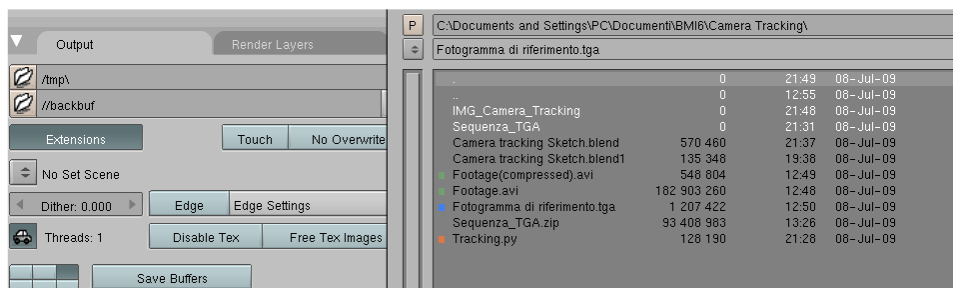 Output
Render Layers
/tmp\
//backbuf
Extensions
Touch
No Overwrite
No Set Scene
Dither: 0.000
Edge
Edge Settings
Threads: 1
Disable Tex
Free Tex Images
Save Buffers
P
C:\Documents and Settings\PC\Documenti\BMI6\Camera Tracking\
Fotogramma di riferimento.tga
. 0 21:49 08-Jul-09
.. 0 12:55 08-Jul-09
IMG_Camera_Tracking 0 21:48 08-Jul-09
Sequenza_TGA 0 21:31 08-Jul-09
Camera tracking Sketch.blend 570 460 21:37 08-Jul-09
Camera tracking Sketch.blend1 135 348 19:38 08-Jul-09
Footage(compressed).avi 548 804 12:49 08-Jul-09
Footage.avi 182 903 260 12:48 08-Jul-09
Fotogramma di riferimento.tga 1 207 422 12:50 08-Jul-09
Sequenza_TGA.zip 93 408 983 13:26 08-Jul-09
Tracking.py 128 190 21:28 08-Jul-09